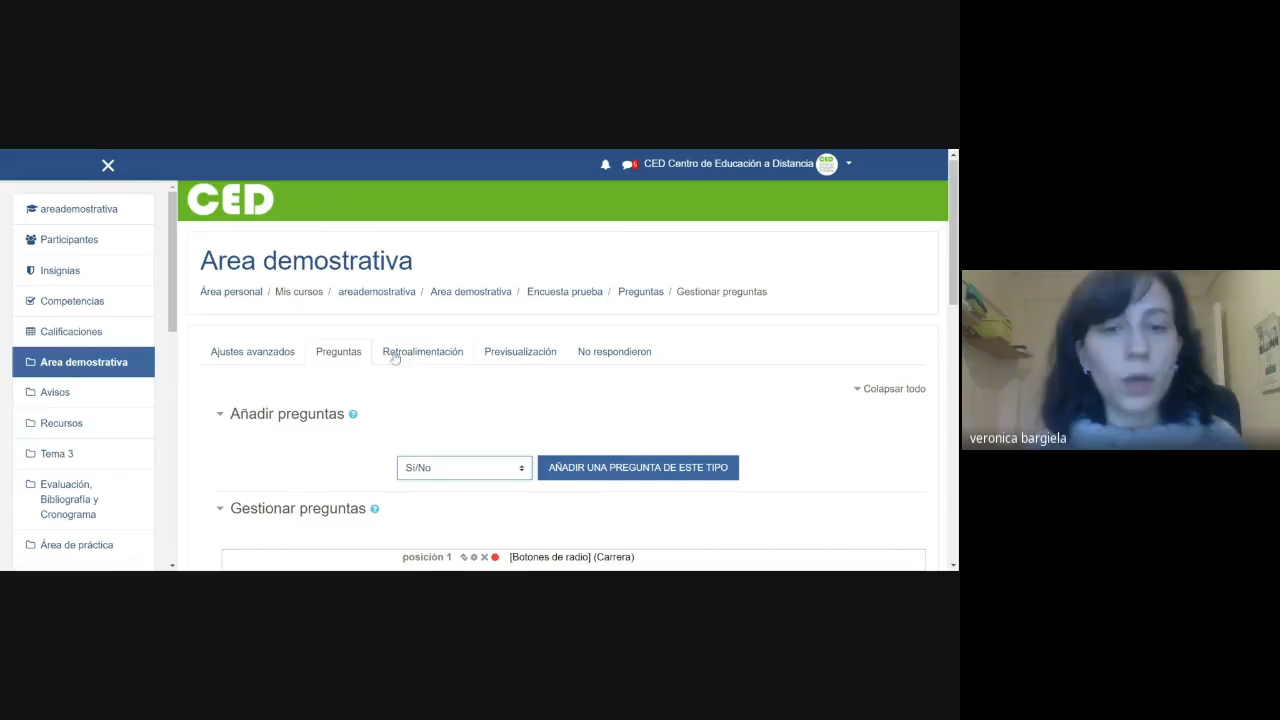 CED Centro de Educación a Distancia
CED
areademostrativa
Participantes
Insignias
Competencias
Calificaciones
Area demostrativa
Avisos
Recursos
Tema 3
Evaluación,
Bibliografía y
Cronograma
Área de práctica
Area demostrativa
Área personal / Mis cursos / areademostrativa / Area demostrativa / Encuesta prueba / Preguntas / Gestionar preguntas
Ajustes avanzados Preguntas Retroalimentación Previsualización No respondieron
Colapsar todo
Añadir preguntas
Sí/No AÑADIR UNA PREGUNTA DE ESTE TIPO
Gestionar preguntas
posición 1 [Botones de radio] (Carrera)
veronica bargiela